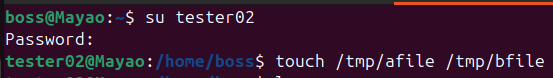 boss@Mayao:~$ su tester02
Password:
tester02@Mayao:/home/boss$ touch /tmp/afile /tmp/bfile